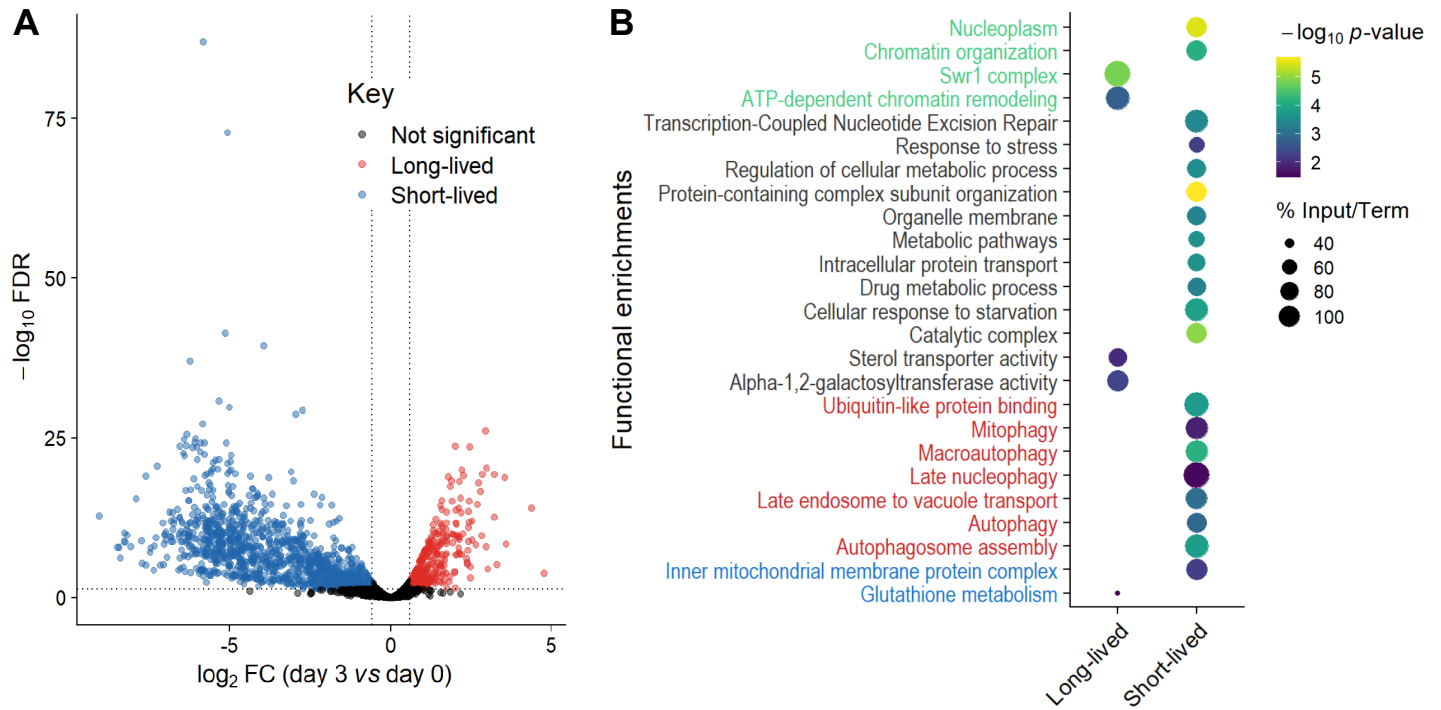 A
− log₁₀ FDR
75
50
25
0
-5
0
5
log₂ FC (day 3 vs day 0)
Key
Not significant
Long-lived
Short-lived
B
Functional enrichments
Nucleoplasm
Chromatin organization
Swr1 complex
ATP-dependent chromatin remodeling
Transcription-Coupled Nucleotide Excision Repair
Response to stress
Regulation of cellular metabolic process
Protein-containing complex subunit organization
Organelle membrane
Metabolic pathways
Intracellular protein transport
Drug metabolic process
Cellular response to starvation
Catalytic complex
Sterol transporter activity
Alpha-1,2-galactosyltransferase activity
Ubiquitin-like protein binding
Mitophagy
Macroautophagy
Late nucleophagy
Late endosome to vacuole transport
Autophagy
Autophagosome assembly
Inner mitochondrial membrane protein complex
Glutathione metabolism
Long-lived
Short-lived
− log₁₀ p-value
5
4
3
2
% Input/Term
40
60
80
100